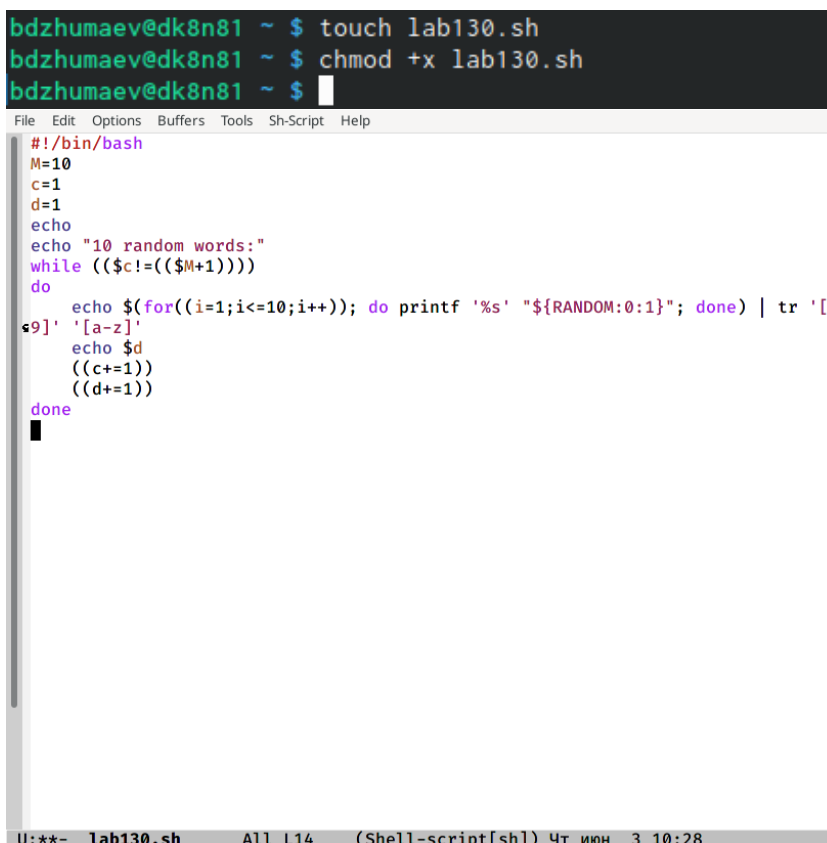 bdzhumaev@dk8n81 ~ $ touch lab130.sh
bdzhumaev@dk8n81 ~ $ chmod +x lab130.sh
bdzhumaev@dk8n81 ~ $
File Edit Options Buffers Tools Sh-Script Help
#!/bin/bash
M=10
c=1
d=1
echo
echo "10 random words:"
while (($c!=(($M+1))))
do
    echo $(for((i=1;i<=10;i++)); do printf '%s' "${RANDOM:0:1}"; done) | tr '[
9]' '[a-z]'
    echo $d
    ((c+=1))
    ((d+=1))
done
U:**- lab130.sh All L14 (Shell-script[sh]) Чт июн 3 10:28